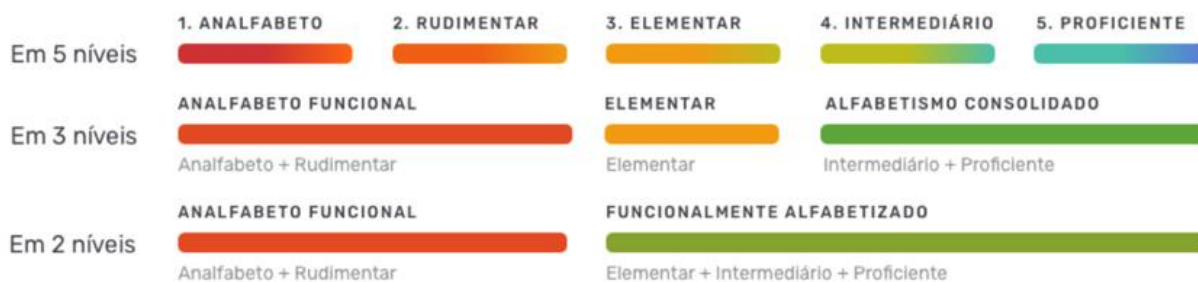 1. ANALFABETO 2. RUDIMENTAR 3. ELEMENTAR 4. INTERMEDIÁRIO 5. PROFICIENTE
Em 5 níveis
ANALFABETO FUNCIONAL ELEMENTAR ALFABETISMO CONSOLIDADO
Em 3 níveis
Analfabeto + Rudimentar Elementar Intermediário + Proficiente
ANALFABETO FUNCIONAL FUNCIONALMENTE ALFABETIZADO
Em 2 níveis
Analfabeto + Rudimentar Elementar + Intermediário + Proficiente